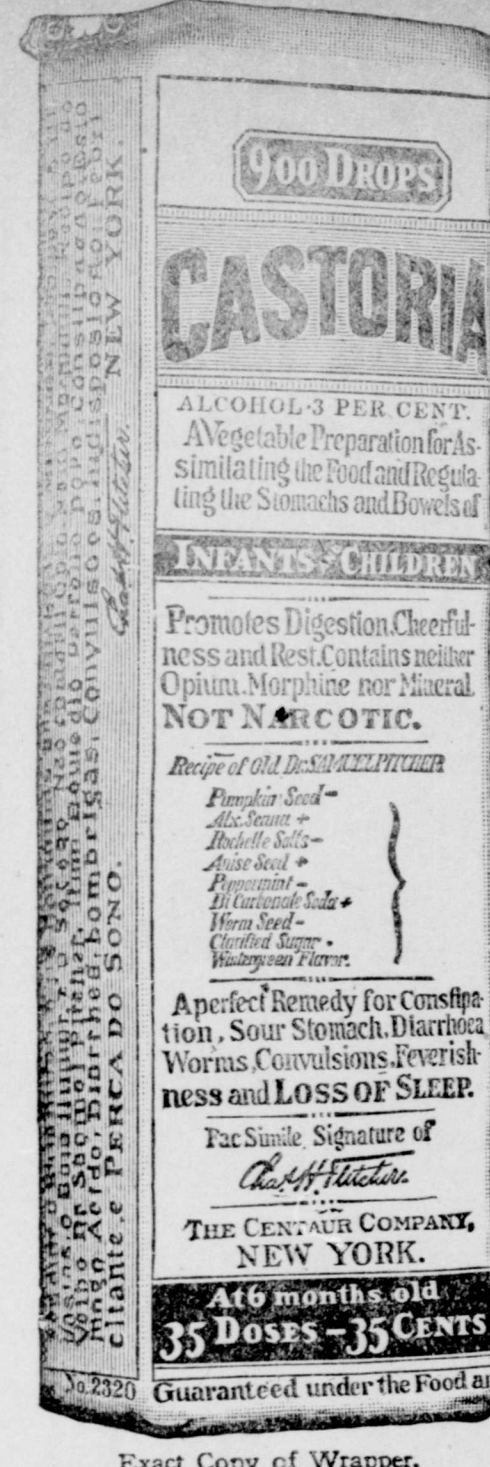 900 DROPS
CASTORIA
ALCOHOL-3 PER CENT.
AVegetable Preparation for As-
similating the Food and Regula-
ting the Stomachs and Bowels of
INFANTS & CHILDREN
Promotes Digestion, Cheerful-
ness and Rest. Contains neither
Opium, Morphine nor Mineral.
NOT NARCOTIC.
Recipe of Old Dr. SAMUEL PITCHER
Pumpkin Seed -
Alx. Senna +
Rochelle Salts -
Anise Seed +
Peppermint -
Bi Carbonate Soda +
Worm Seed -
Clarified Sugar .
Wintergreen Flavor.
Aperfect Remedy for Constipa-
tion, Sour Stomach, Diarrhoea
Worms, Convulsions, Feverish-
ness and LOSS OF SLEEP.
Fac Simile Signature of
Chas. H. Fletcher.
THE CENTAUR COMPANY,
NEW YORK.
At 6 months old
35 DOSES - 35 CENTS
Guaranteed under the Food a
Exact Copy of Wrapper.
NEW YORK.
Chas. H. Fletcher.
citante, e PERCA DO SONO.
No. 2320